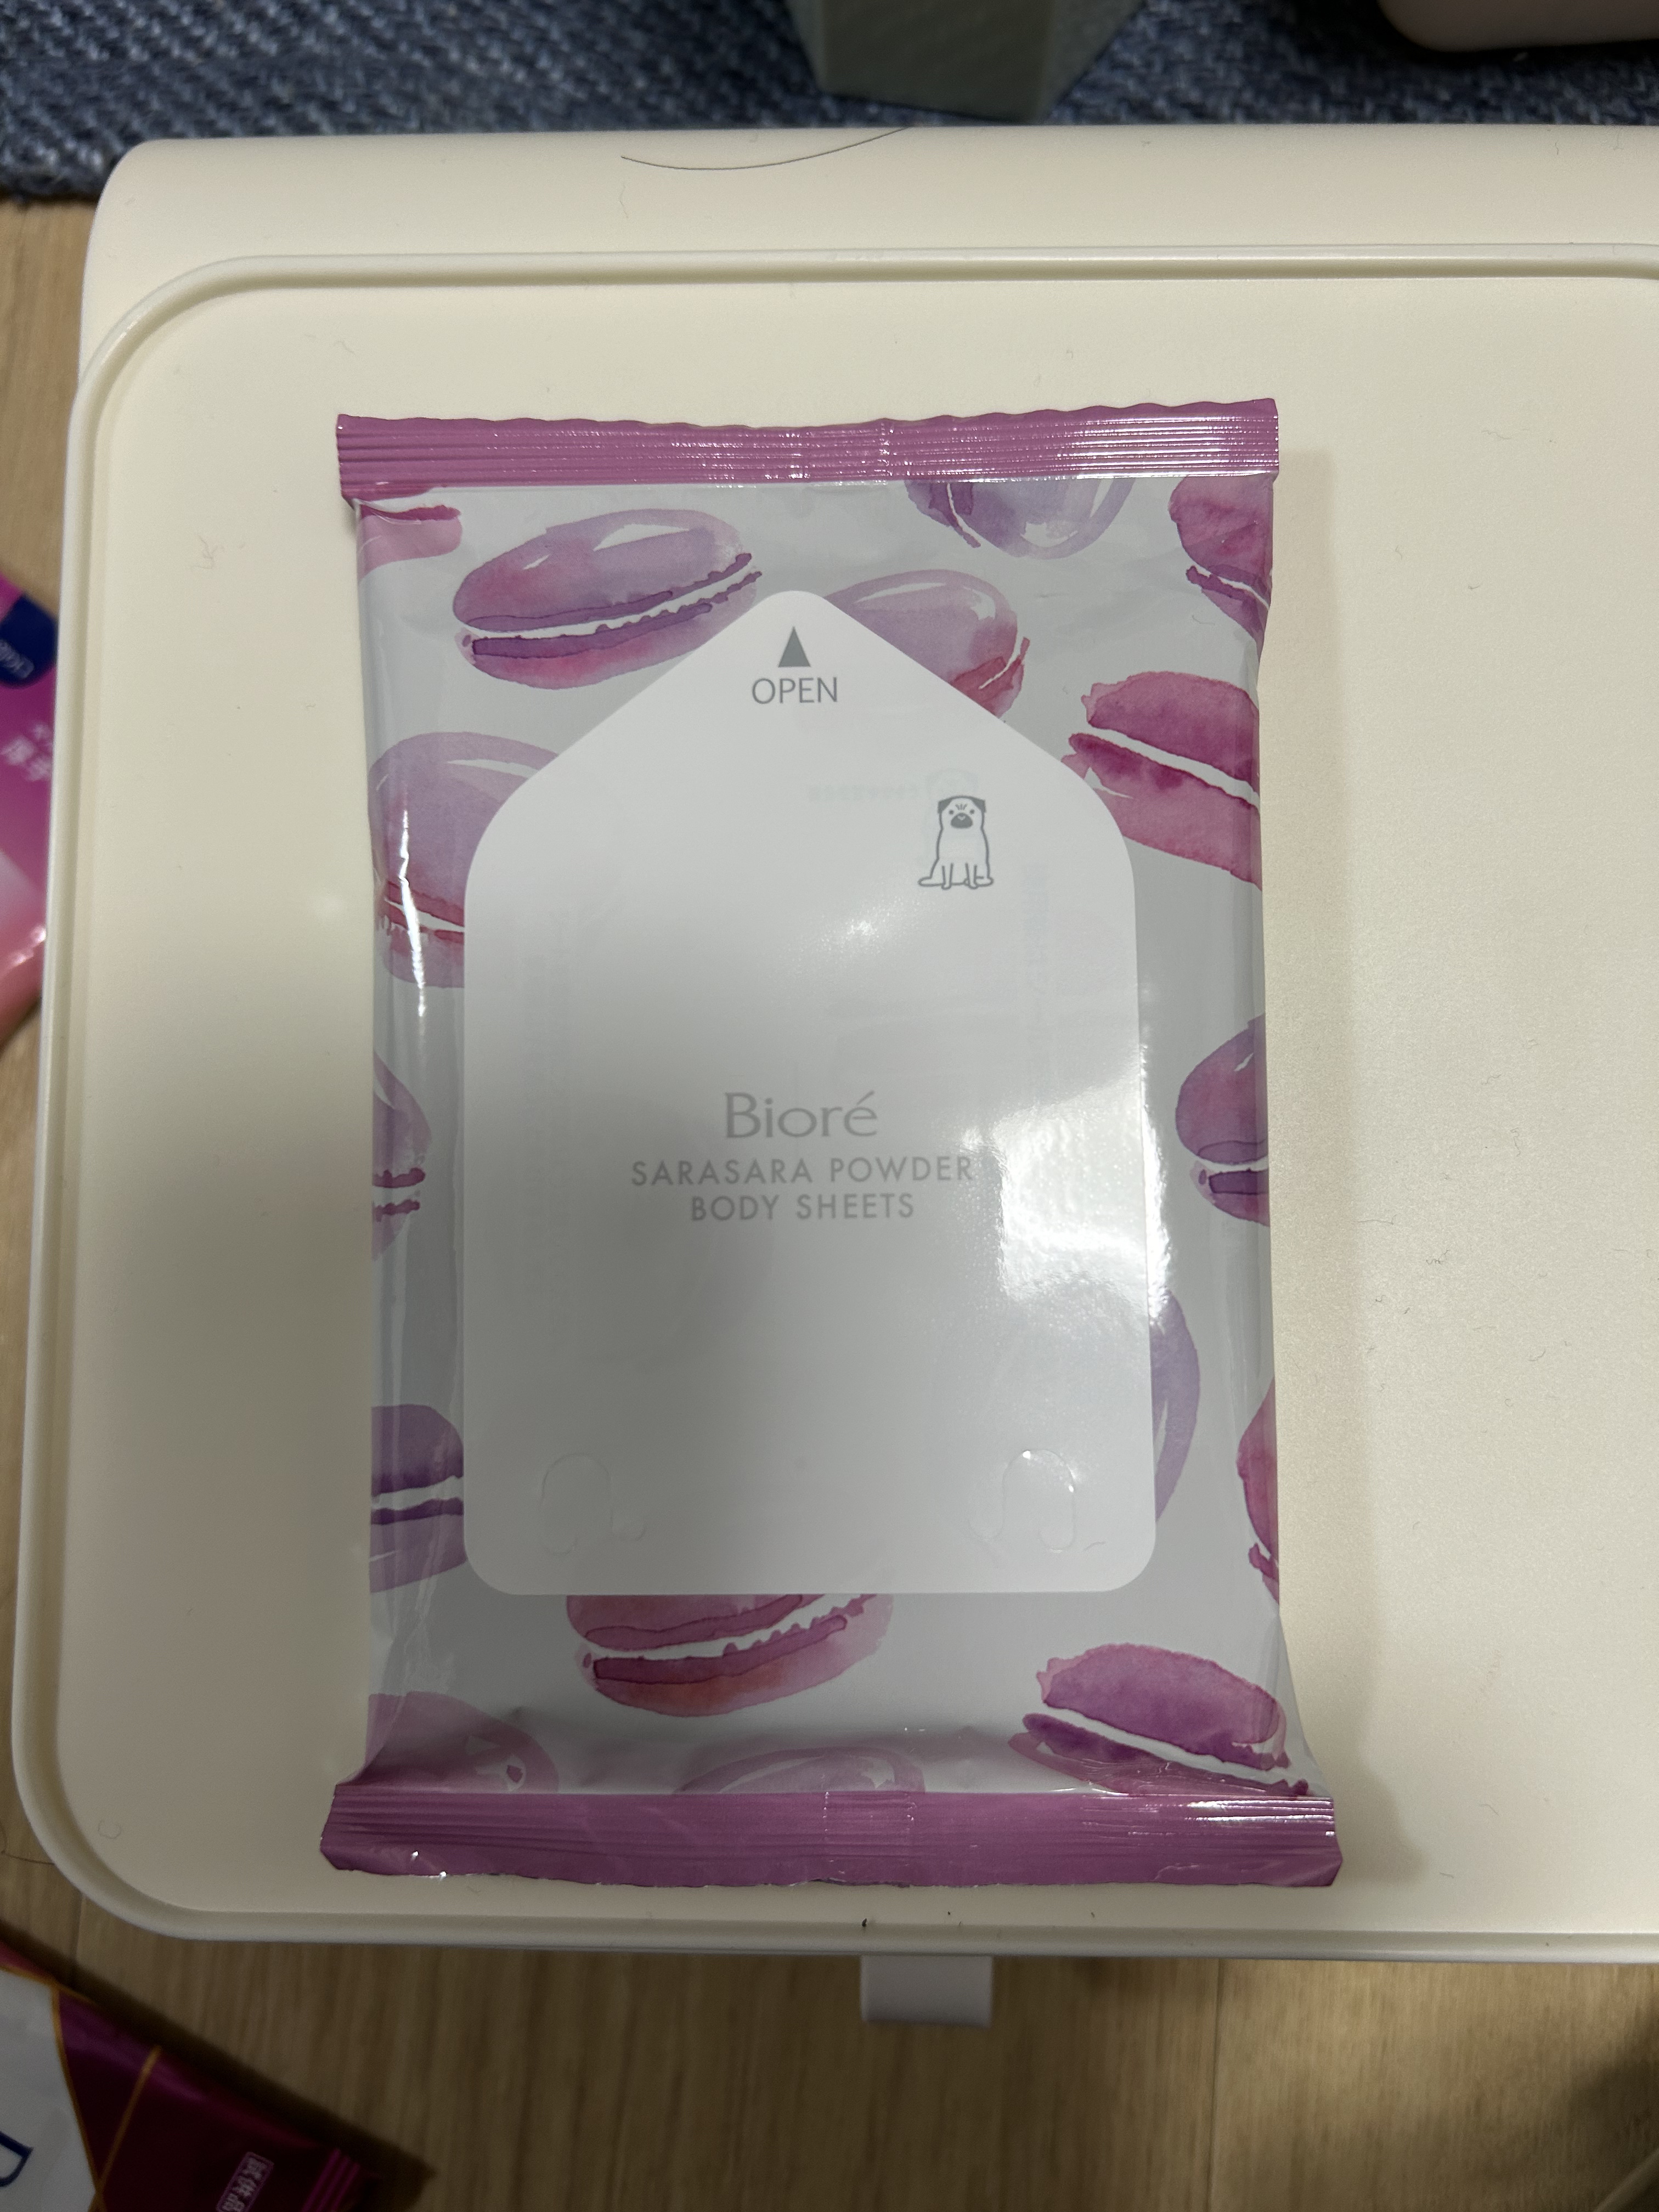 OPEN
Bioré
SARASARA POWDER
BODY SHEETS